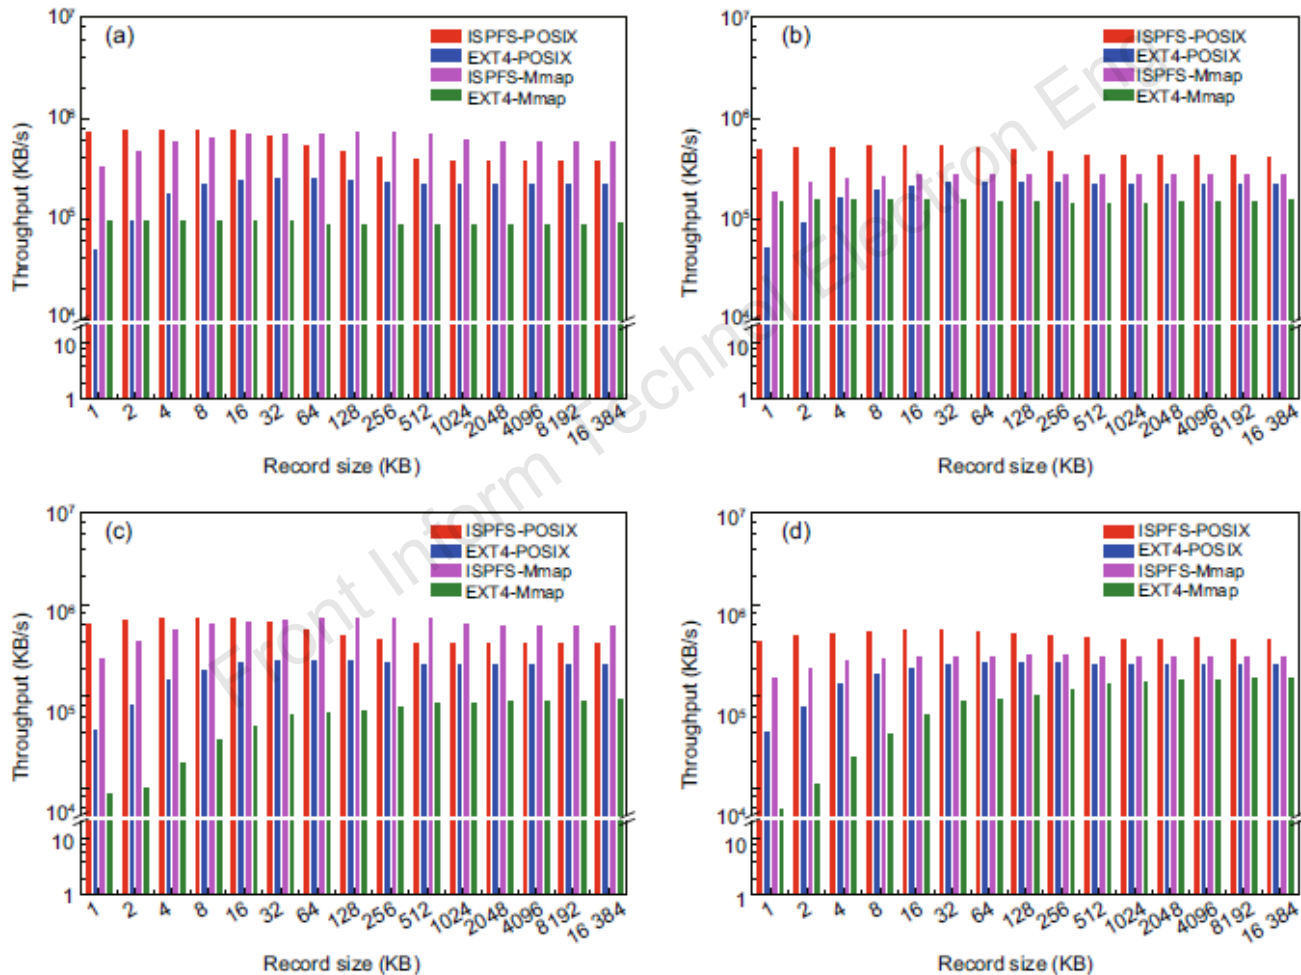 (a)
ISPFS-POSIX
EXT4-POSIX
ISPFS-Mmap
EXT4-Mmap
Throughput (KB/s)
10⁷
10⁶
10⁵
10⁴
10
1
1 2 4 8 16 32 64 128 256 512 1024 2048 4096 8192 16 384
Record size (KB)
(b)
ISPFS-POSIX
EXT4-POSIX
ISPFS-Mmap
EXT4-Mmap
Throughput (KB/s)
10⁷
10⁶
10⁵
10⁴
10
1
1 2 4 8 16 32 64 128 256 512 1024 2048 4096 8192 16 384
Record size (KB)
(c)
ISPFS-POSIX
EXT4-POSIX
ISPFS-Mmap
EXT4-Mmap
Throughput (KB/s)
10⁷
10⁶
10⁵
10⁴
10
1
1 2 4 8 16 32 64 128 256 512 1024 2048 4096 8192 16 384
Record size (KB)
(d)
ISPFS-POSIX
EXT4-POSIX
ISPFS-Mmap
EXT4-Mmap
Throughput (KB/s)
10⁷
10⁶
10⁵
10⁴
10
1
1 2 4 8 16 32 64 128 256 512 1024 2048 4096 8192 16 384
Record size (KB)
Front Inform Technol Electron Eng